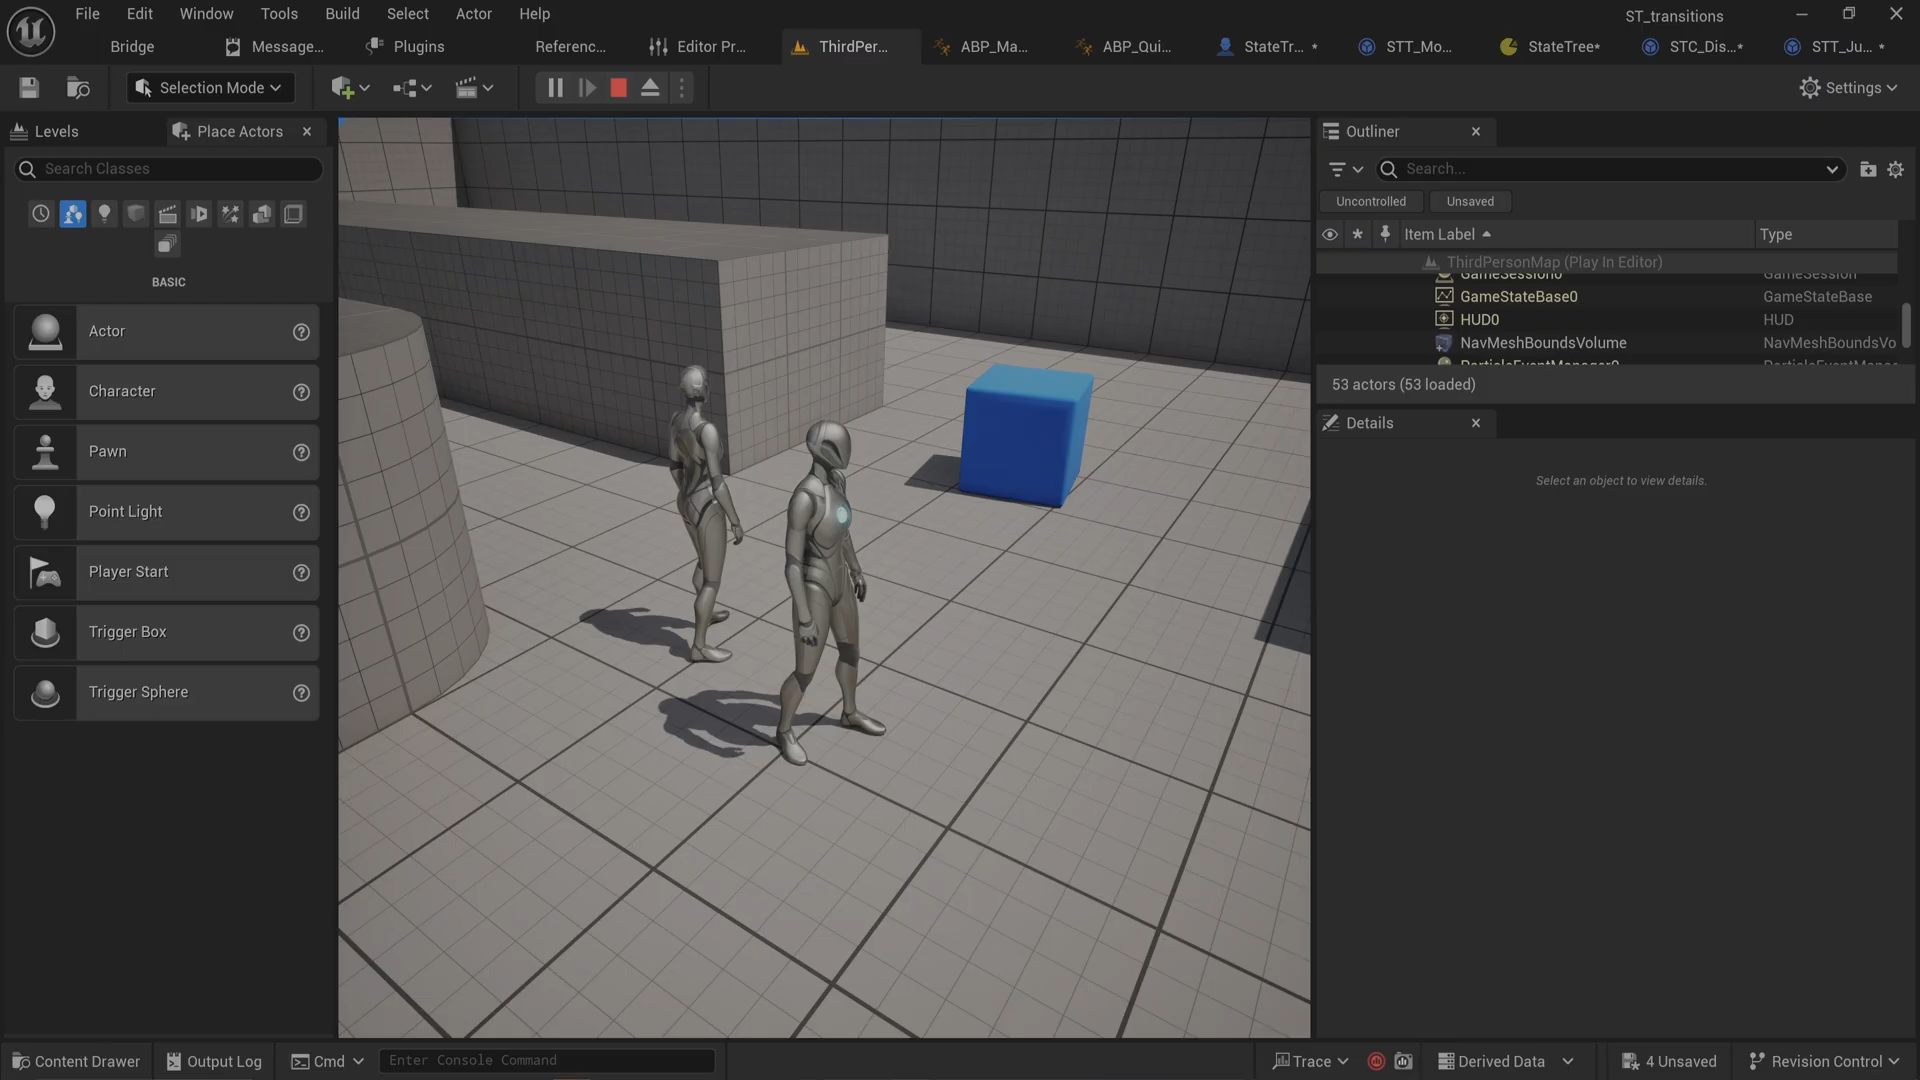 File
Edit
Window
Tools
Build
Select
Actor
Help
ST_transitions
Bridge
Message...
Plugins
Referenc...
Editor Pr...
ThirdPer...
ABP_Ma...
ABP_Qui...
StateTr... *
STT_Mo...
StateTree*
STC_Dis...*
STT_Ju... *
Selection Mode
Settings
Levels
Place Actors
Search Classes
BASIC
Actor
Character
Pawn
Point Light
Player Start
Trigger Box
Trigger Sphere
Outliner
Search...
Uncontrolled
Unsaved
Item Label
Type
ThirdPersonMap (Play In Editor)
GameSession0
GameSession
GameStateBase0
GameStateBase
HUD0
HUD
NavMeshBoundsVolume
NavMeshBoundsVo
ParticleEventManager0
ParticleEventMana
53 actors (53 loaded)
Details
Select an object to view details.
Content Drawer
Output Log
Cmd
Enter Console Command
Trace
Derived Data
4 Unsaved
Revision Control